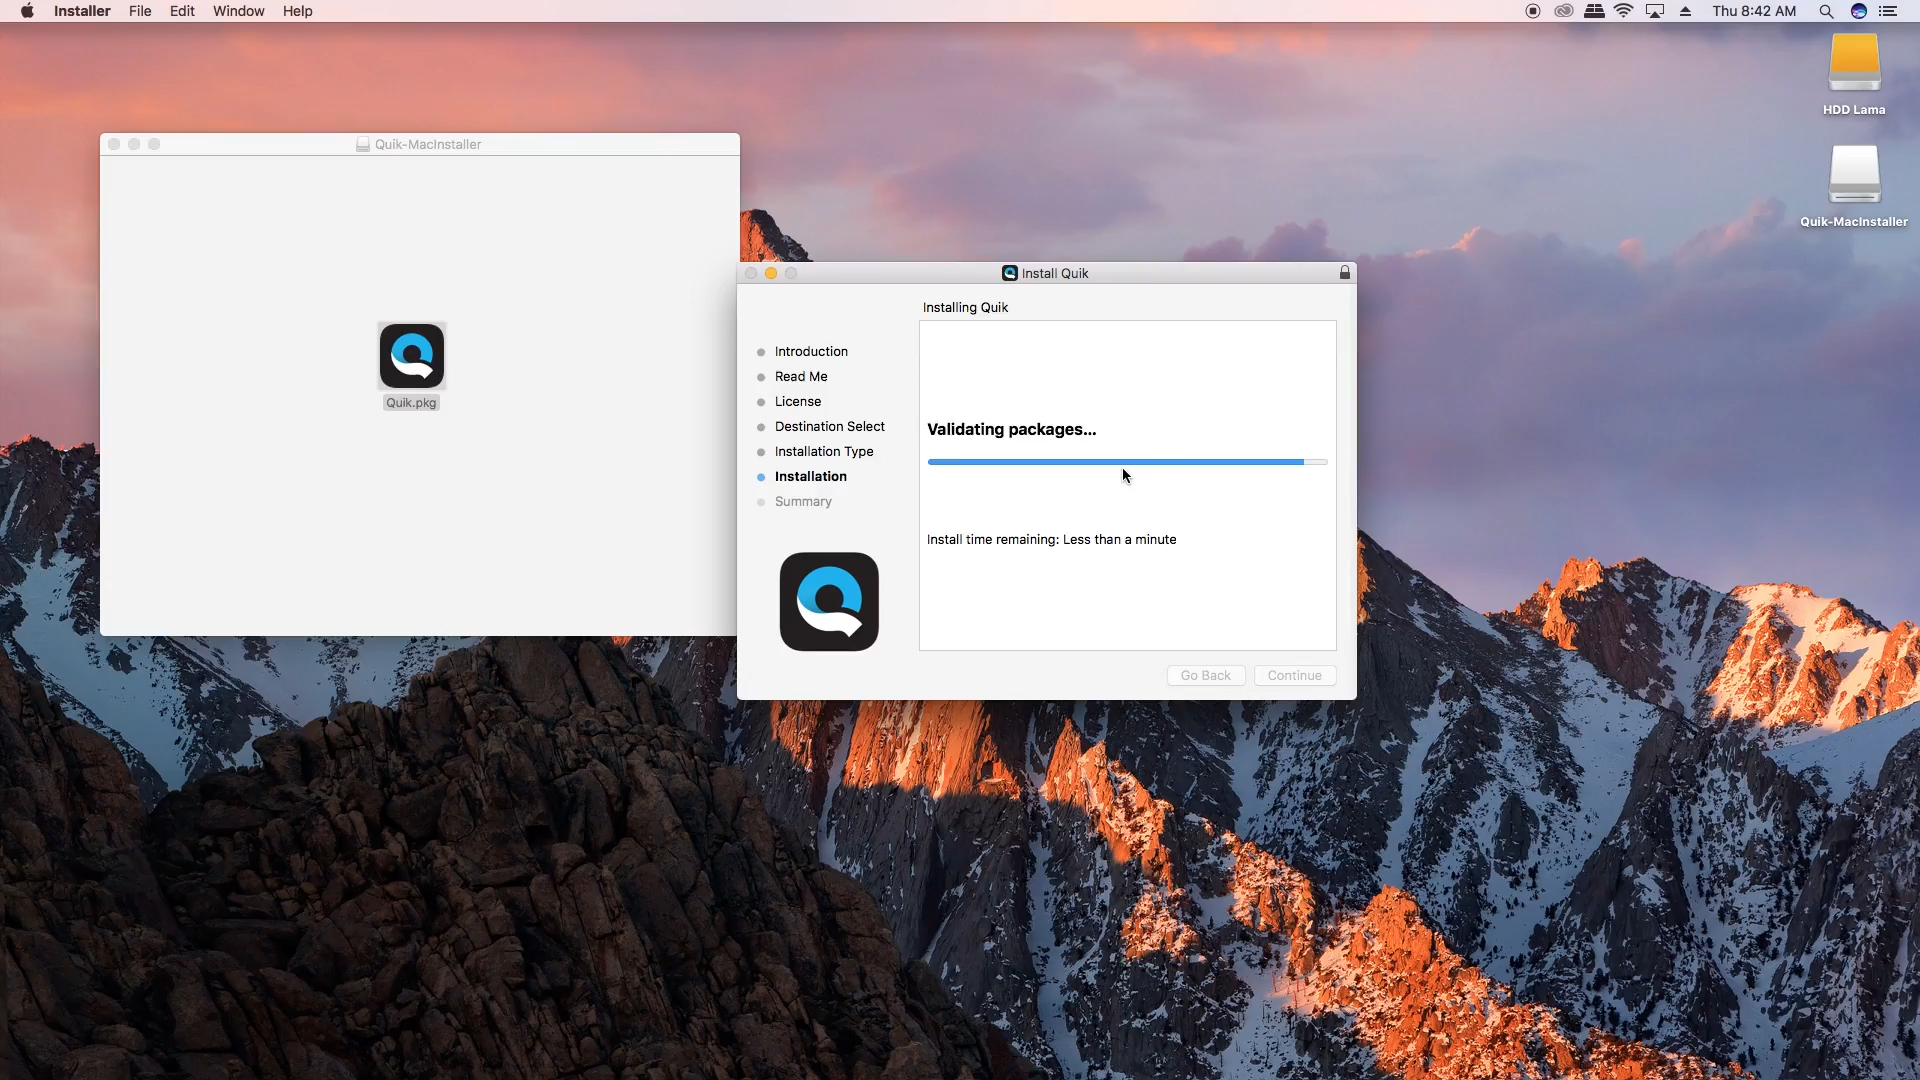 Installer File Edit Window Help
Thu 8:42 AM
HDD Lama
Quik-MacInstaller
Quik-MacInstaller
Quik.pkg
Install Quik
Installing Quik
Introduction
Read Me
License
Destination Select
Installation Type
Installation
Summary
Validating packages...
Install time remaining: Less than a minute
Go Back
Continue